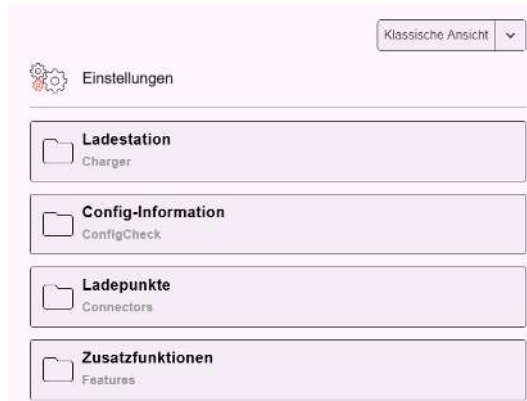 Klassische Ansicht
Einstellungen
Ladestation
Charger
Config-Information
ConfigCheck
Ladepunkte
Connectors
Zusatzfunktionen
Features